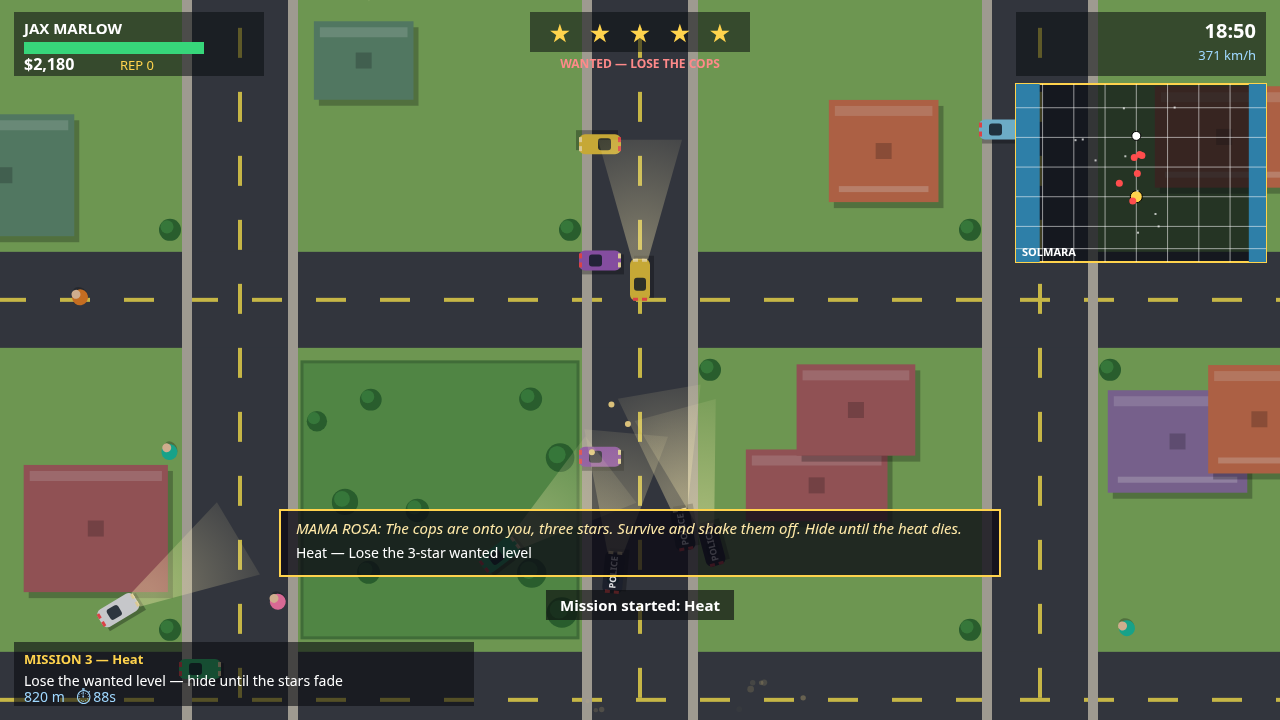 JAX MARLOW
$2,180 REP 0
★ ★ ★ ★ ★
WANTED — LOSE THE COPS
18:50
371 km/h
SOLMARA
POLICE
POLICE
POLICE
MAMA ROSA: The cops are onto you, three stars. Survive and shake them off. Hide until the heat dies.
Heat — Lose the 3-star wanted level
Mission started: Heat
MISSION 3 — Heat
Lose the wanted level — hide until the stars fade
820 m ⏱88s